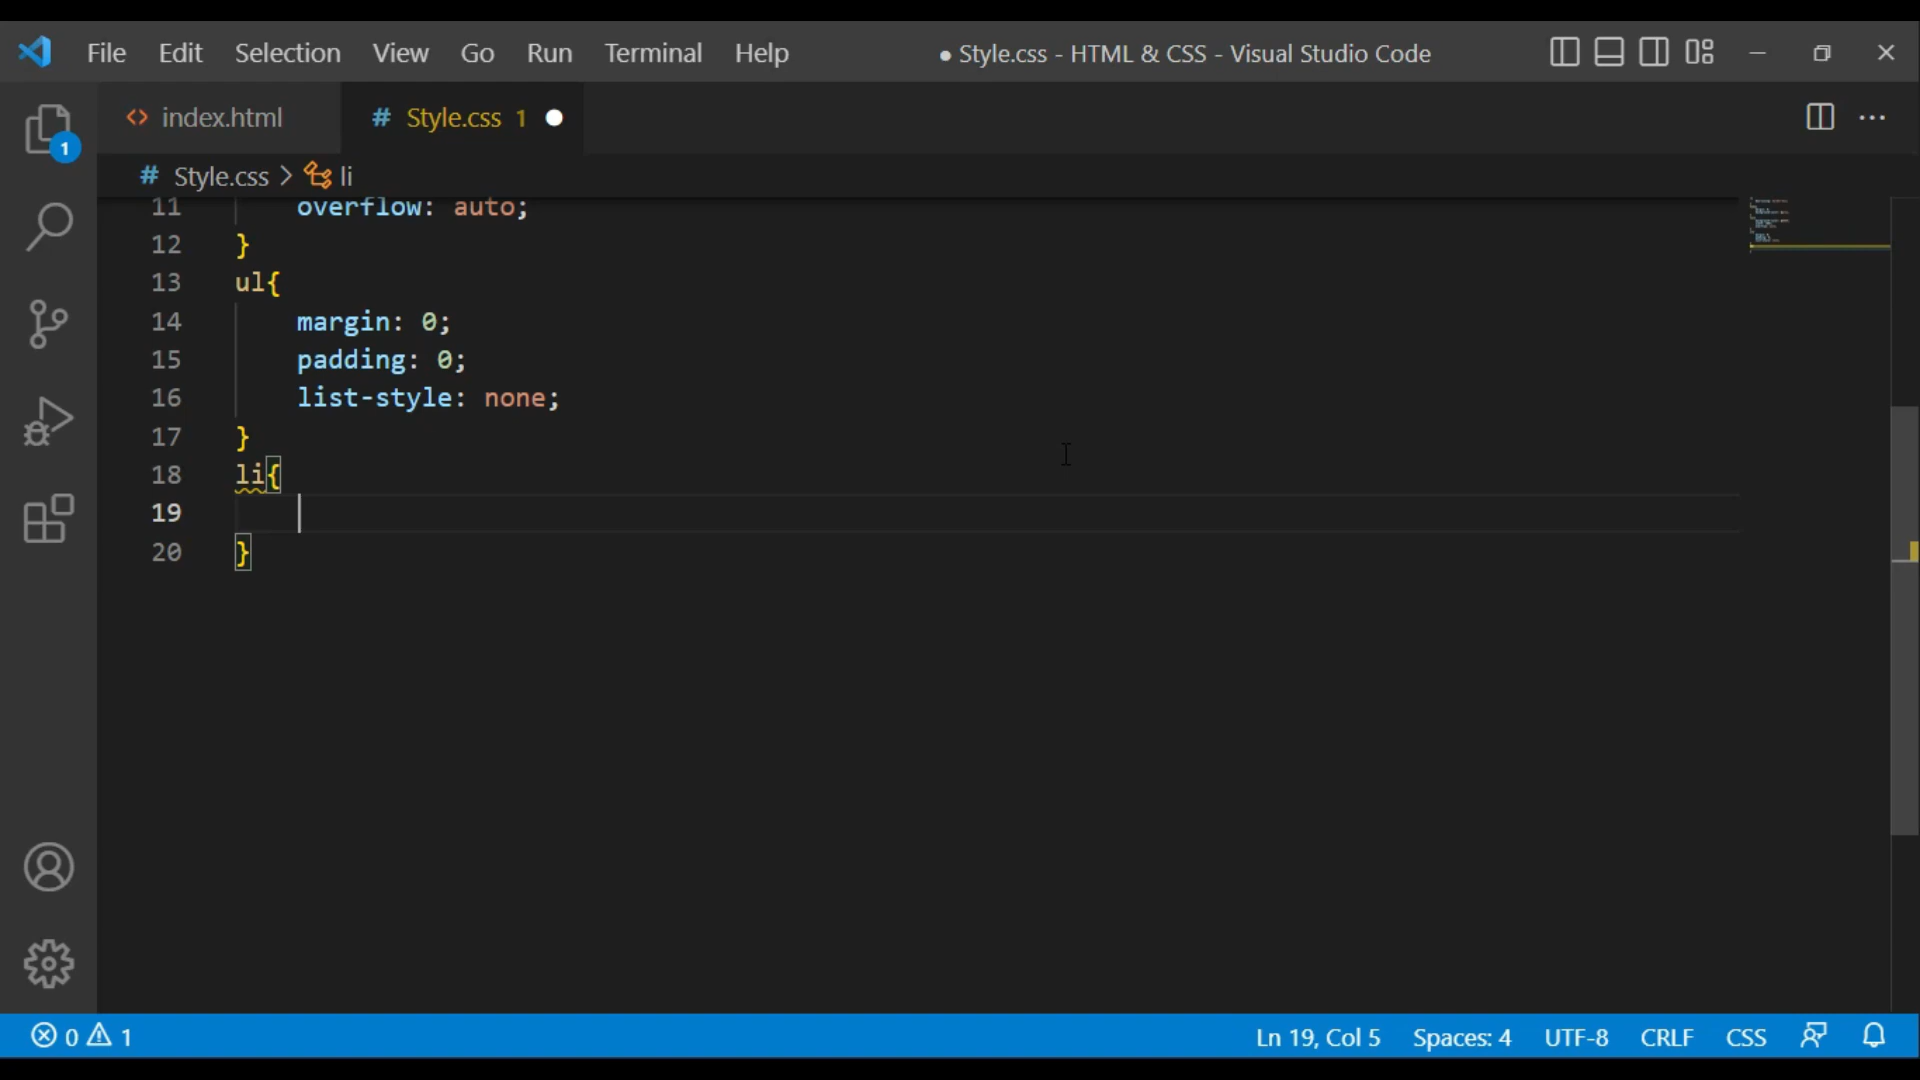 File Edit Selection View Go Run Terminal Help ● Style.css - HTML & CSS - Visual Studio Code
index.html # Style.css 1
# Style.css > li
1
11 overflow: auto;
12 }
13 ul{
14 margin: 0;
15 padding: 0;
16 list-style: none;
17 }
18 li{
19
20 }
0 1 Ln 19, Col 5 Spaces: 4 UTF-8 CRLF CSS